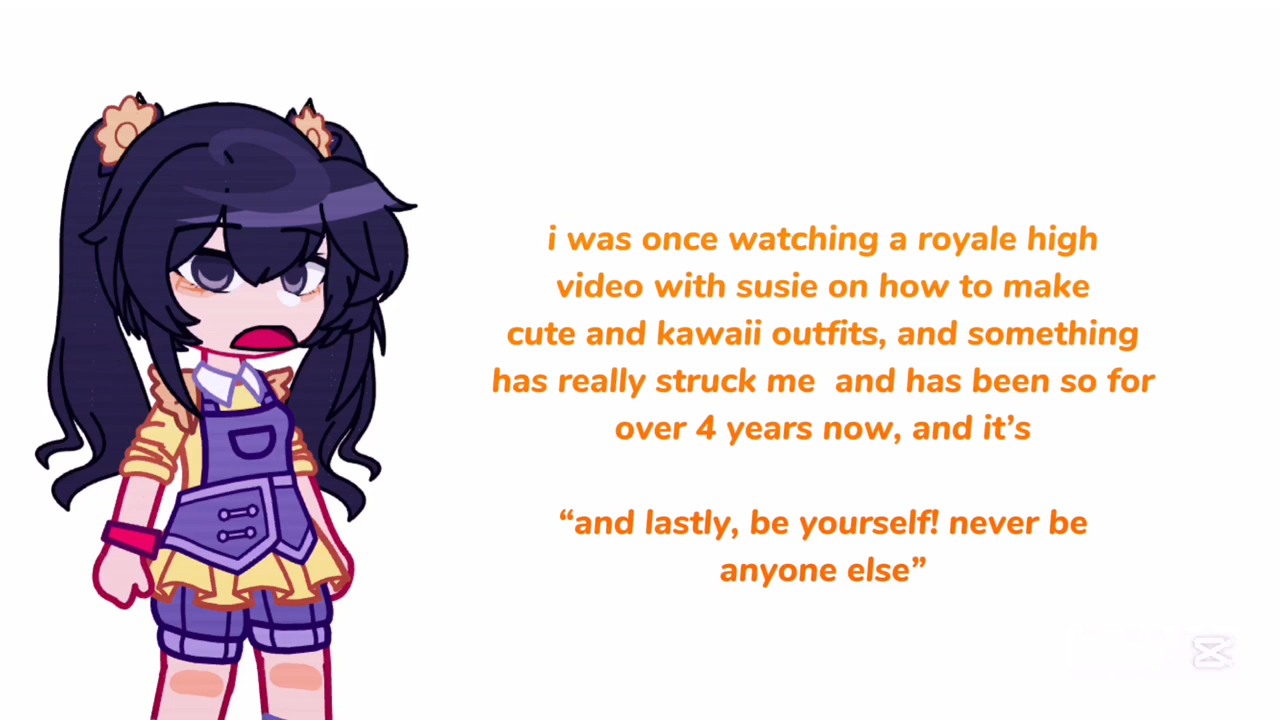 i was once watching a royale high
video with susie on how to make
cute and kawaii outfits, and something
has really struck me  and has been so for
over 4 years now, and it’s
“and lastly, be yourself! never be
anyone else”